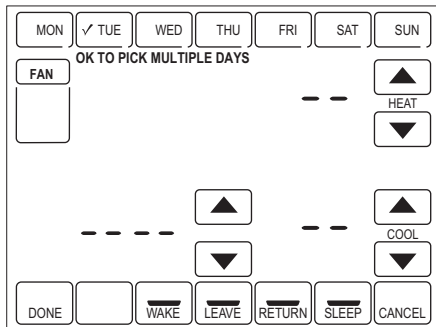 MON ✓ TUE WED THU FRI SAT SUN
OK TO PICK MULTIPLE DAYS
FAN
HEAT
COOL
DONE WAKE LEAVE RETURN SLEEP CANCEL